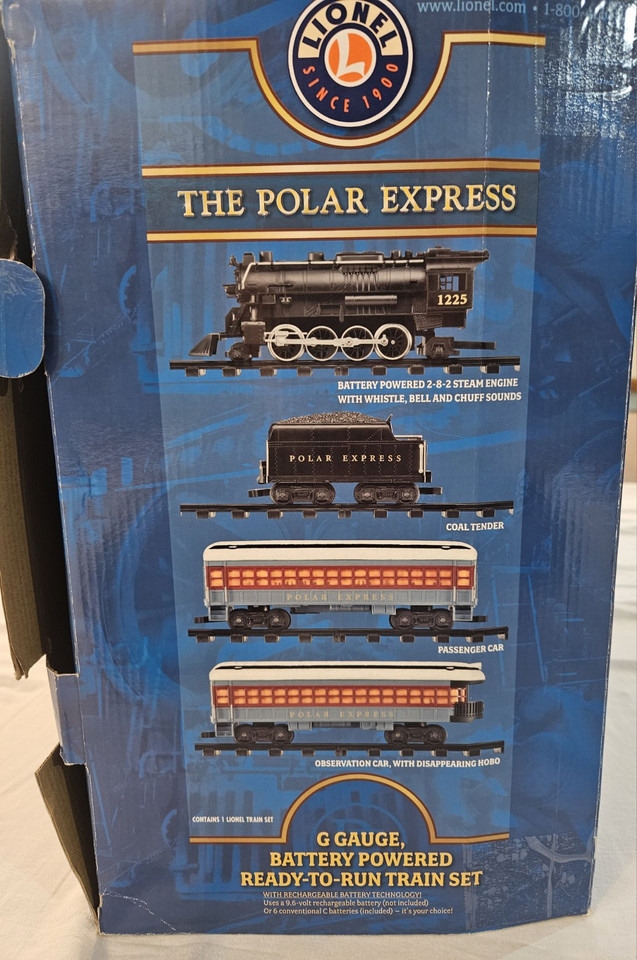 www.lionel.com • 1-800
LIONEL
L
SINCE 1900
THE POLAR EXPRESS
1225
BATTERY POWERED 2-8-2 STEAM ENGINE
WITH WHISTLE, BELL AND CHUFF SOUNDS
POLAR EXPRESS
COAL TENDER
POLAR EXPRESS
PASSENGER CAR
POLAR EXPRESS
OBSERVATION CAR, WITH DISAPPEARING HOBO
CONTAINS 1 LIONEL TRAIN SET
G GAUGE,
BATTERY POWERED
READY-TO-RUN TRAIN SET
WITH RECHARGEABLE BATTERY TECHNOLOGY!
Uses a 9.6-volt rechargeable battery (not included)
Or 6 conventional C batteries (included) – it's your choice!